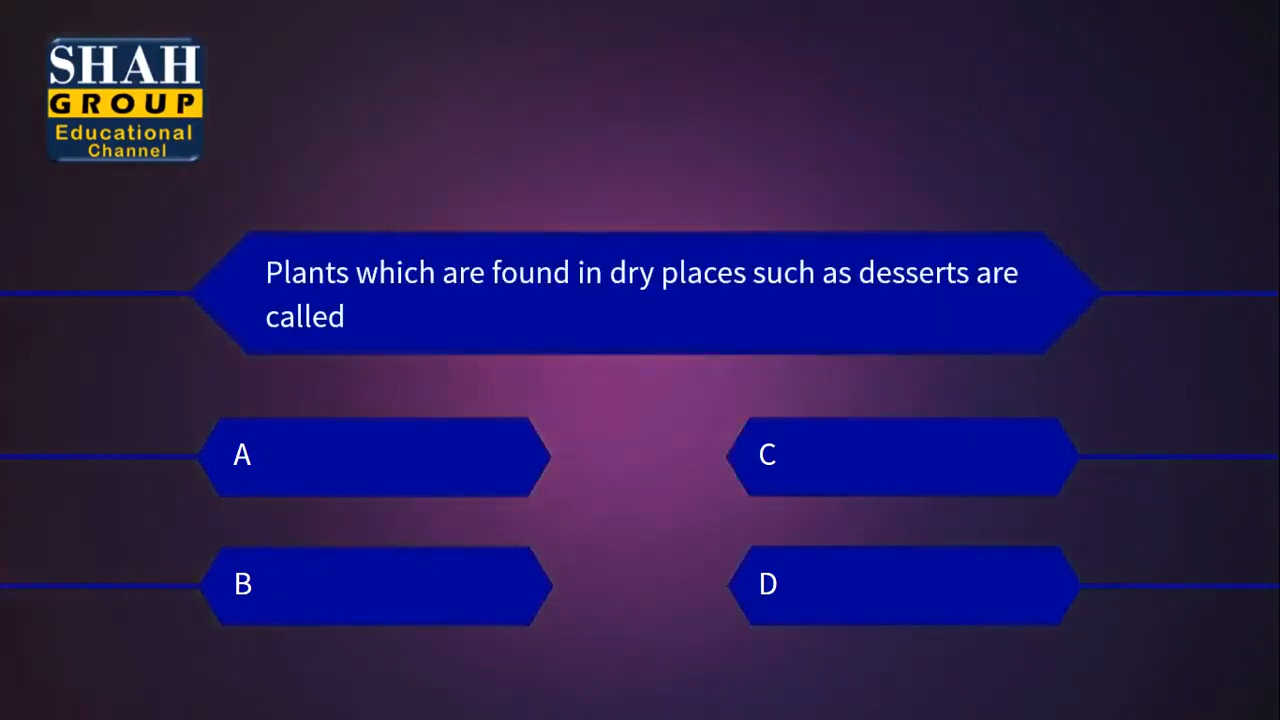 SHAH
GROUP
Educational
Channel
Plants which are found in dry places such as desserts are
called
A
C
B
D